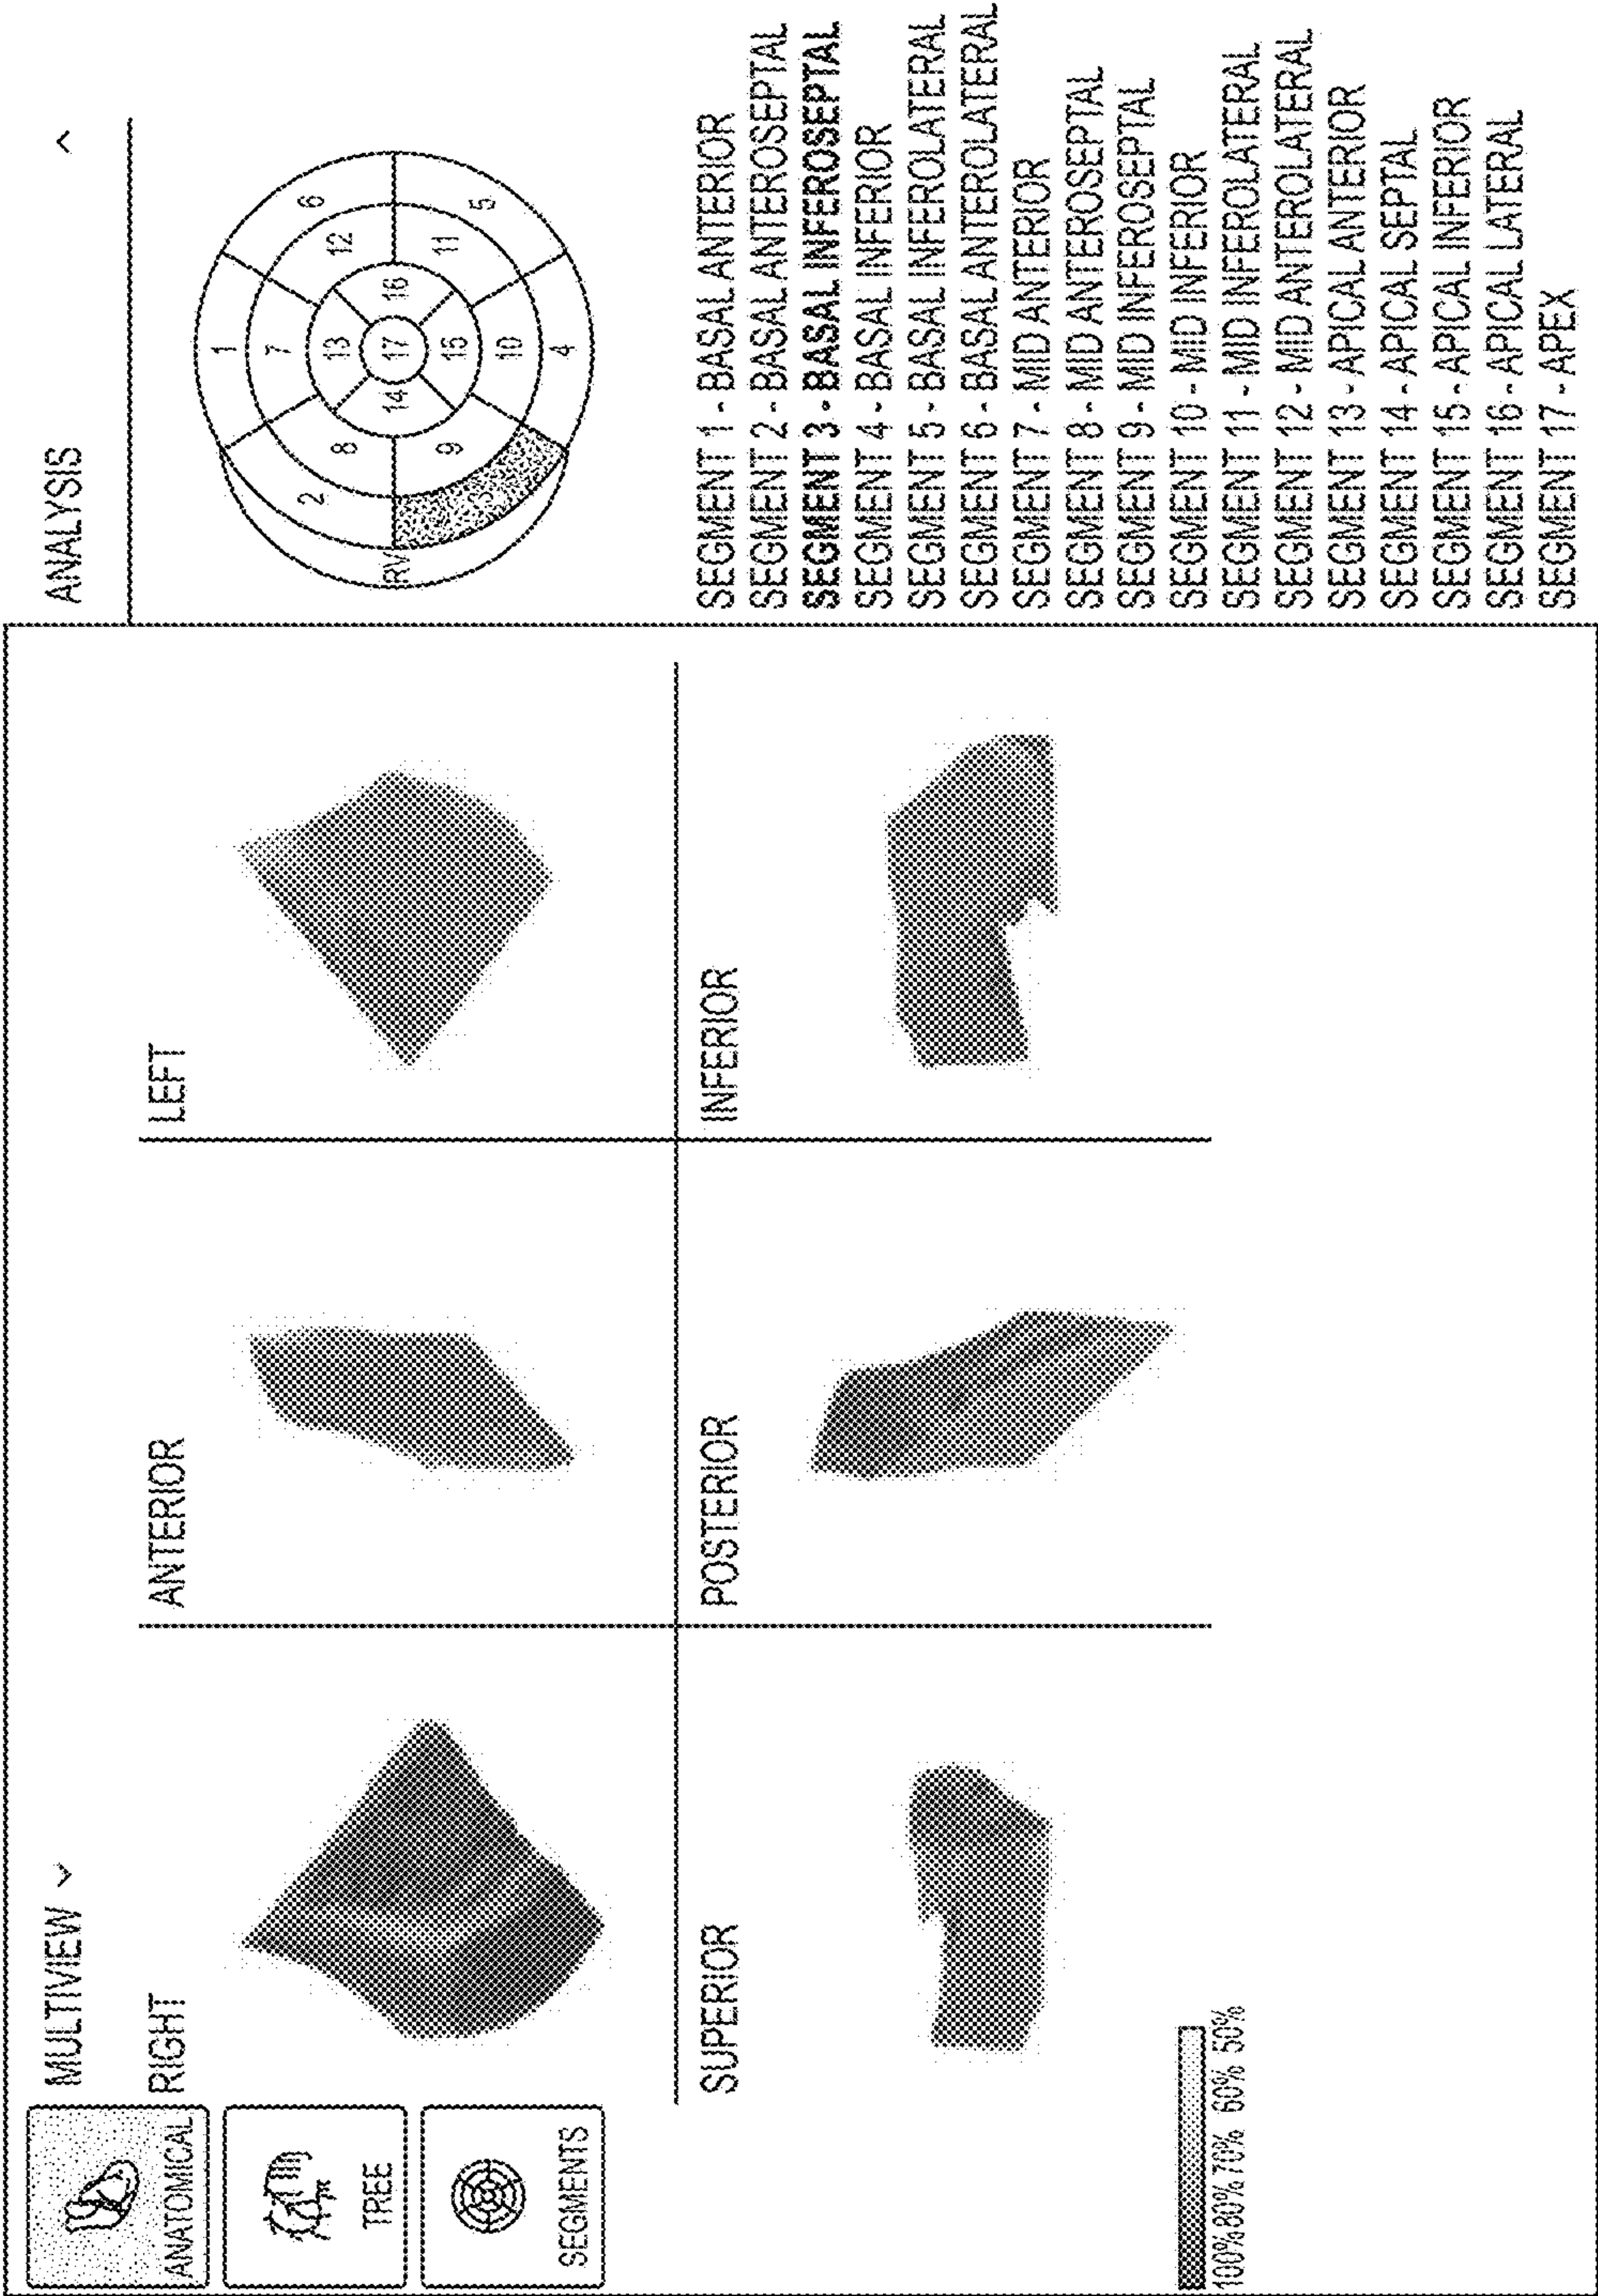 MULTIVIEW
ANATOMICAL
TREE
SEGMENTS
RIGHT
ANTERIOR
LEFT
SUPERIOR
POSTERIOR
INFERIOR
100% 80% 70% 60% 50%
ANALYSIS
1
6
2
7
12
8
13
RV
14
17
16
9
15
11
3
10
5
4
SEGMENT 1 - BASAL ANTERIOR
SEGMENT 2 - BASAL ANTEROSEPTAL
SEGMENT 3 - BASAL INFEROSEPTAL
SEGMENT 4 - BASAL INFERIOR
SEGMENT 5 - BASAL INFEROLATERAL
SEGMENT 6 - BASAL ANTEROLATERAL
SEGMENT 7 - MID ANTERIOR
SEGMENT 8 - MID ANTEROSEPTAL
SEGMENT 9 - MID INFEROSEPTAL
SEGMENT 10 - MID INFERIOR
SEGMENT 11 - MID INFEROLATERAL
SEGMENT 12 - MID ANTEROLATERAL
SEGMENT 13 - APICAL ANTERIOR
SEGMENT 14 - APICAL SEPTAL
SEGMENT 15 - APICAL INFERIOR
SEGMENT 16 - APICAL LATERAL
SEGMENT 17 - APEX